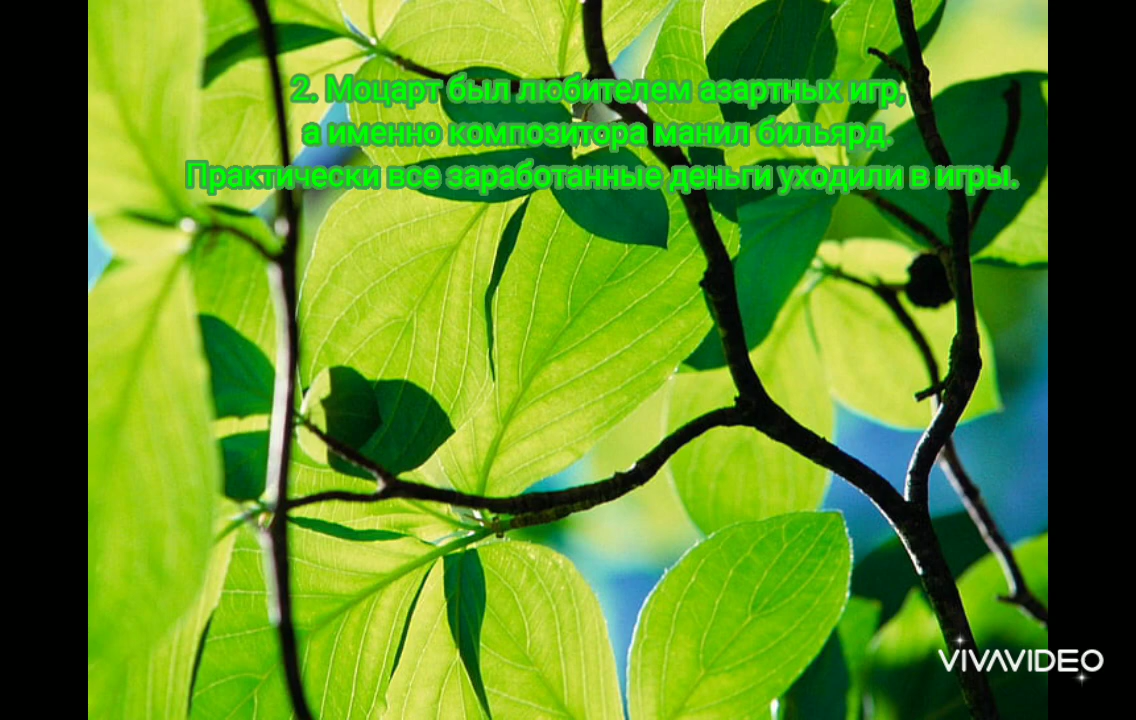 2. Моцарт был любителем азартных игр,
а именно композитора манил бильярд.
Практически все заработанные деньги уходили в игры.
VIVAVIDEO